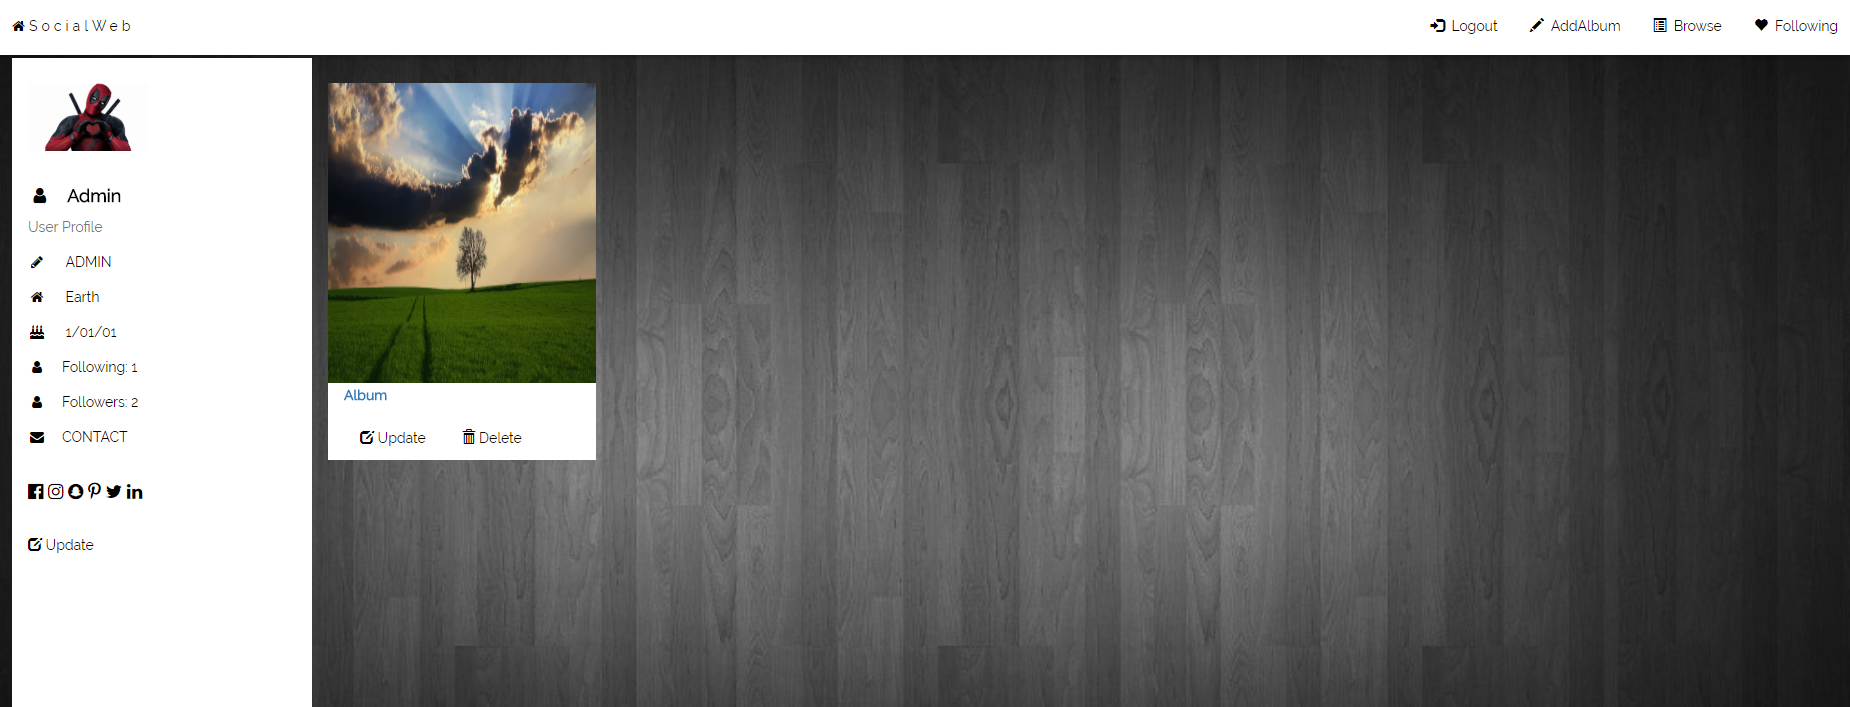 SocialWeb
Logout AddAlbum Browse Following
Admin
User Profile
ADMIN
Earth
1/01/01
Following: 1
Followers: 2
CONTACT
Update
Album
Update Delete